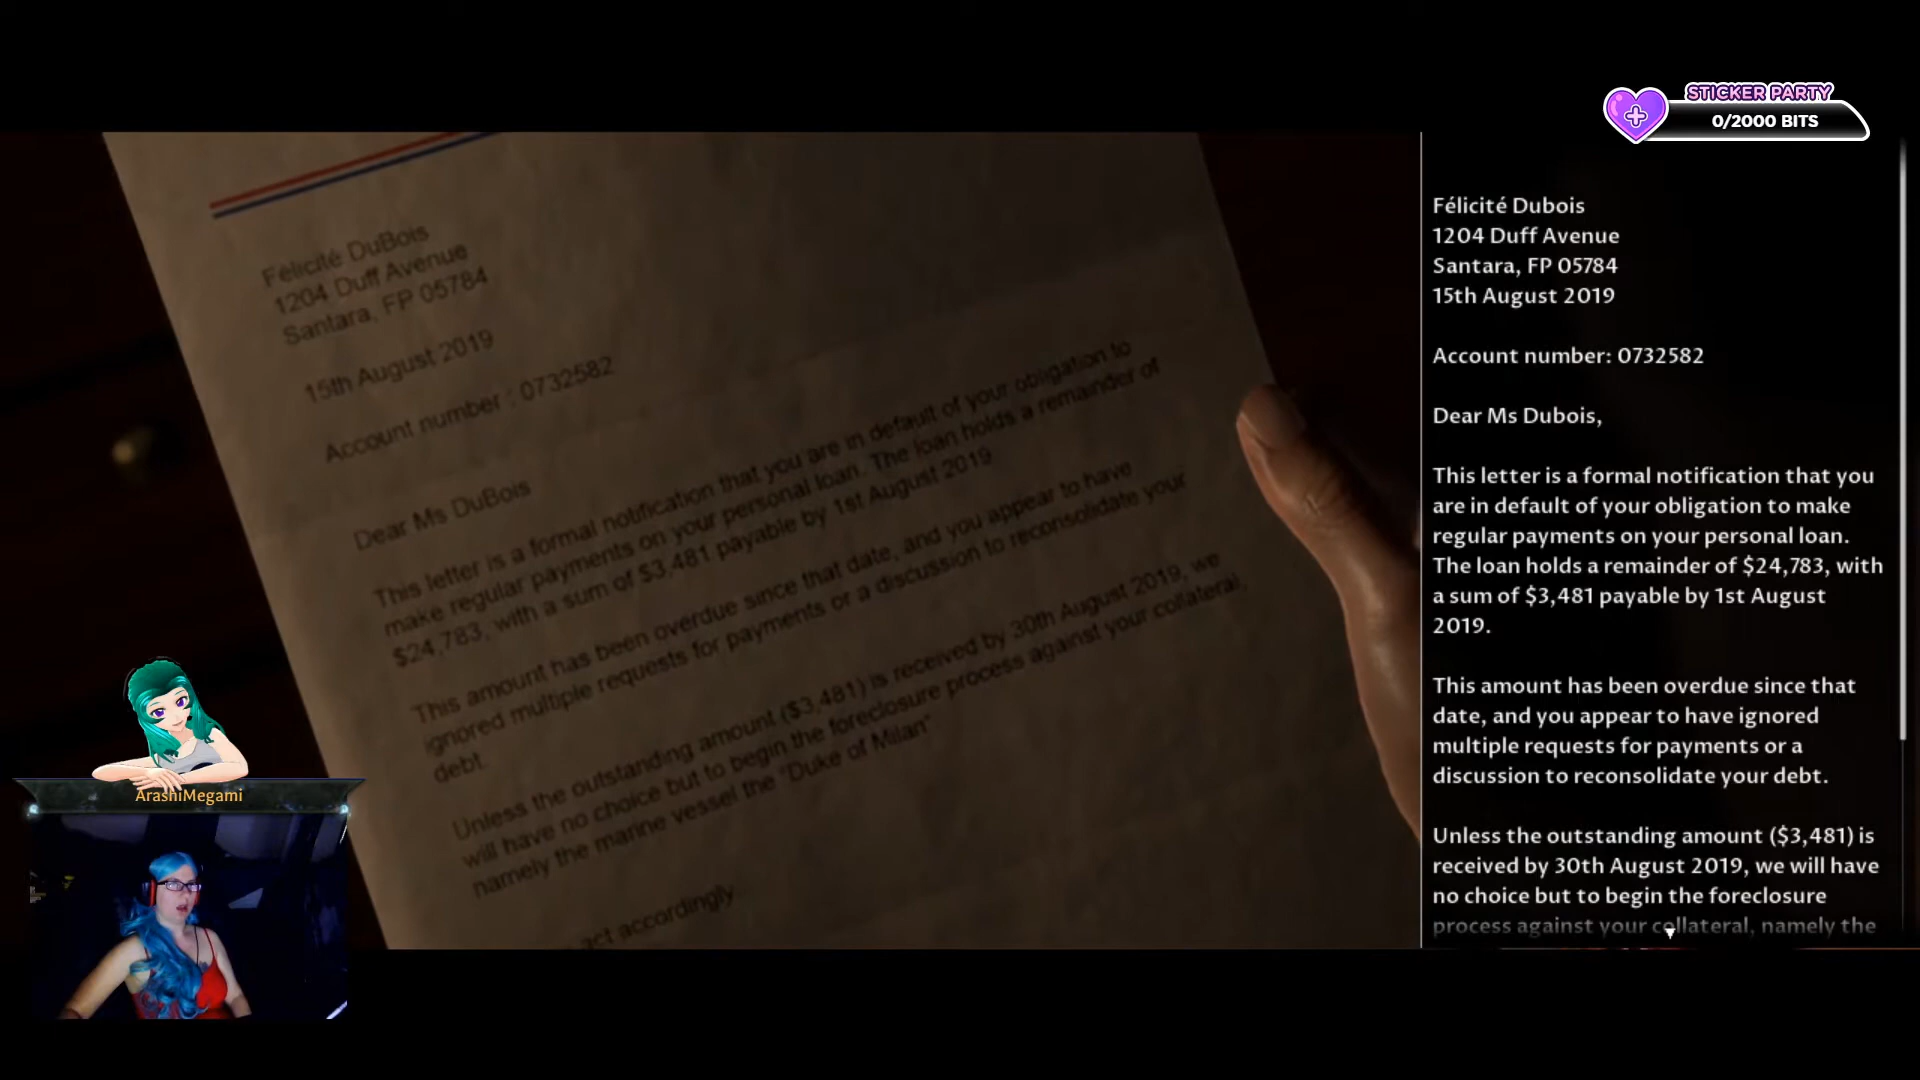 STICKER PARTY
0/2000 BITS
Félicité DuBois
1204 Duff Avenue
Santara, FP 05784
15th August 2019
Account number : 0732582
Dear Ms DuBois
This letter is a formal notification that you are in default of your obligation to
make regular payments on your personal loan. The loan holds a remainder of
$24,783, with a sum of $3,481 payable by 1st August 2019
This amount has been overdue since that date, and you appear to have
ignored multiple requests for payments or a discussion to reconsolidate your
debt.
Unless the outstanding amount ($3,481) is received by 30th August 2019, we
will have no choice but to begin the foreclosure process against your collateral,
namely the marine vessel the "Duke of Milan"
act accordingly
Félicité Dubois
1204 Duff Avenue
Santara, FP 05784
15th August 2019
Account number: 0732582
Dear Ms Dubois,
This letter is a formal notification that you
are in default of your obligation to make
regular payments on your personal loan.
The loan holds a remainder of $24,783, with
a sum of $3,481 payable by 1st August
2019.
This amount has been overdue since that
date, and you appear to have ignored
multiple requests for payments or a
discussion to reconsolidate your debt.
Unless the outstanding amount ($3,481) is
received by 30th August 2019, we will have
no choice but to begin the foreclosure
process against your collateral, namely the
ArashiMegami